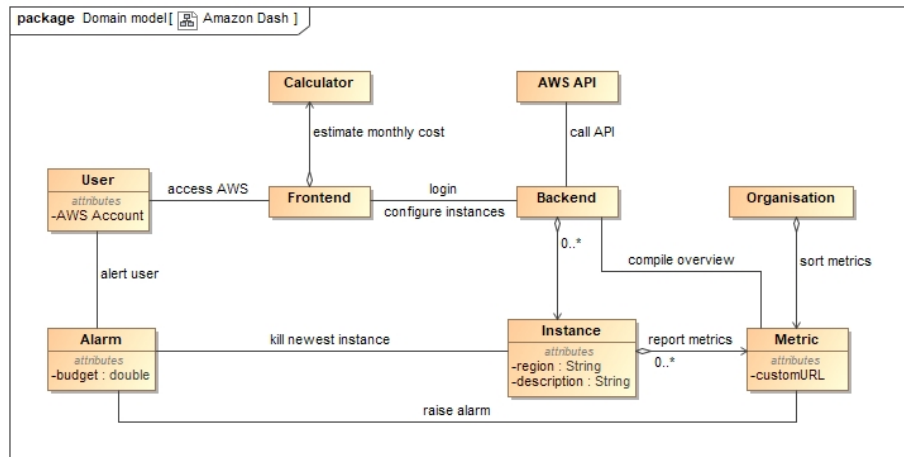 package Domain model[ Amazon Dash ]
Calculator
AWS API
estimate monthly cost
call API
User
attributes
-AWS Account
access AWS
Frontend
login
configure instances
Backend
Organisation
0..*
compile overview
sort metrics
alert user
Alarm
attributes
-budget : double
kill newest instance
Instance
attributes
-region : String
-description : String
report metrics
0..*
Metric
attributes
-customURL
raise alarm